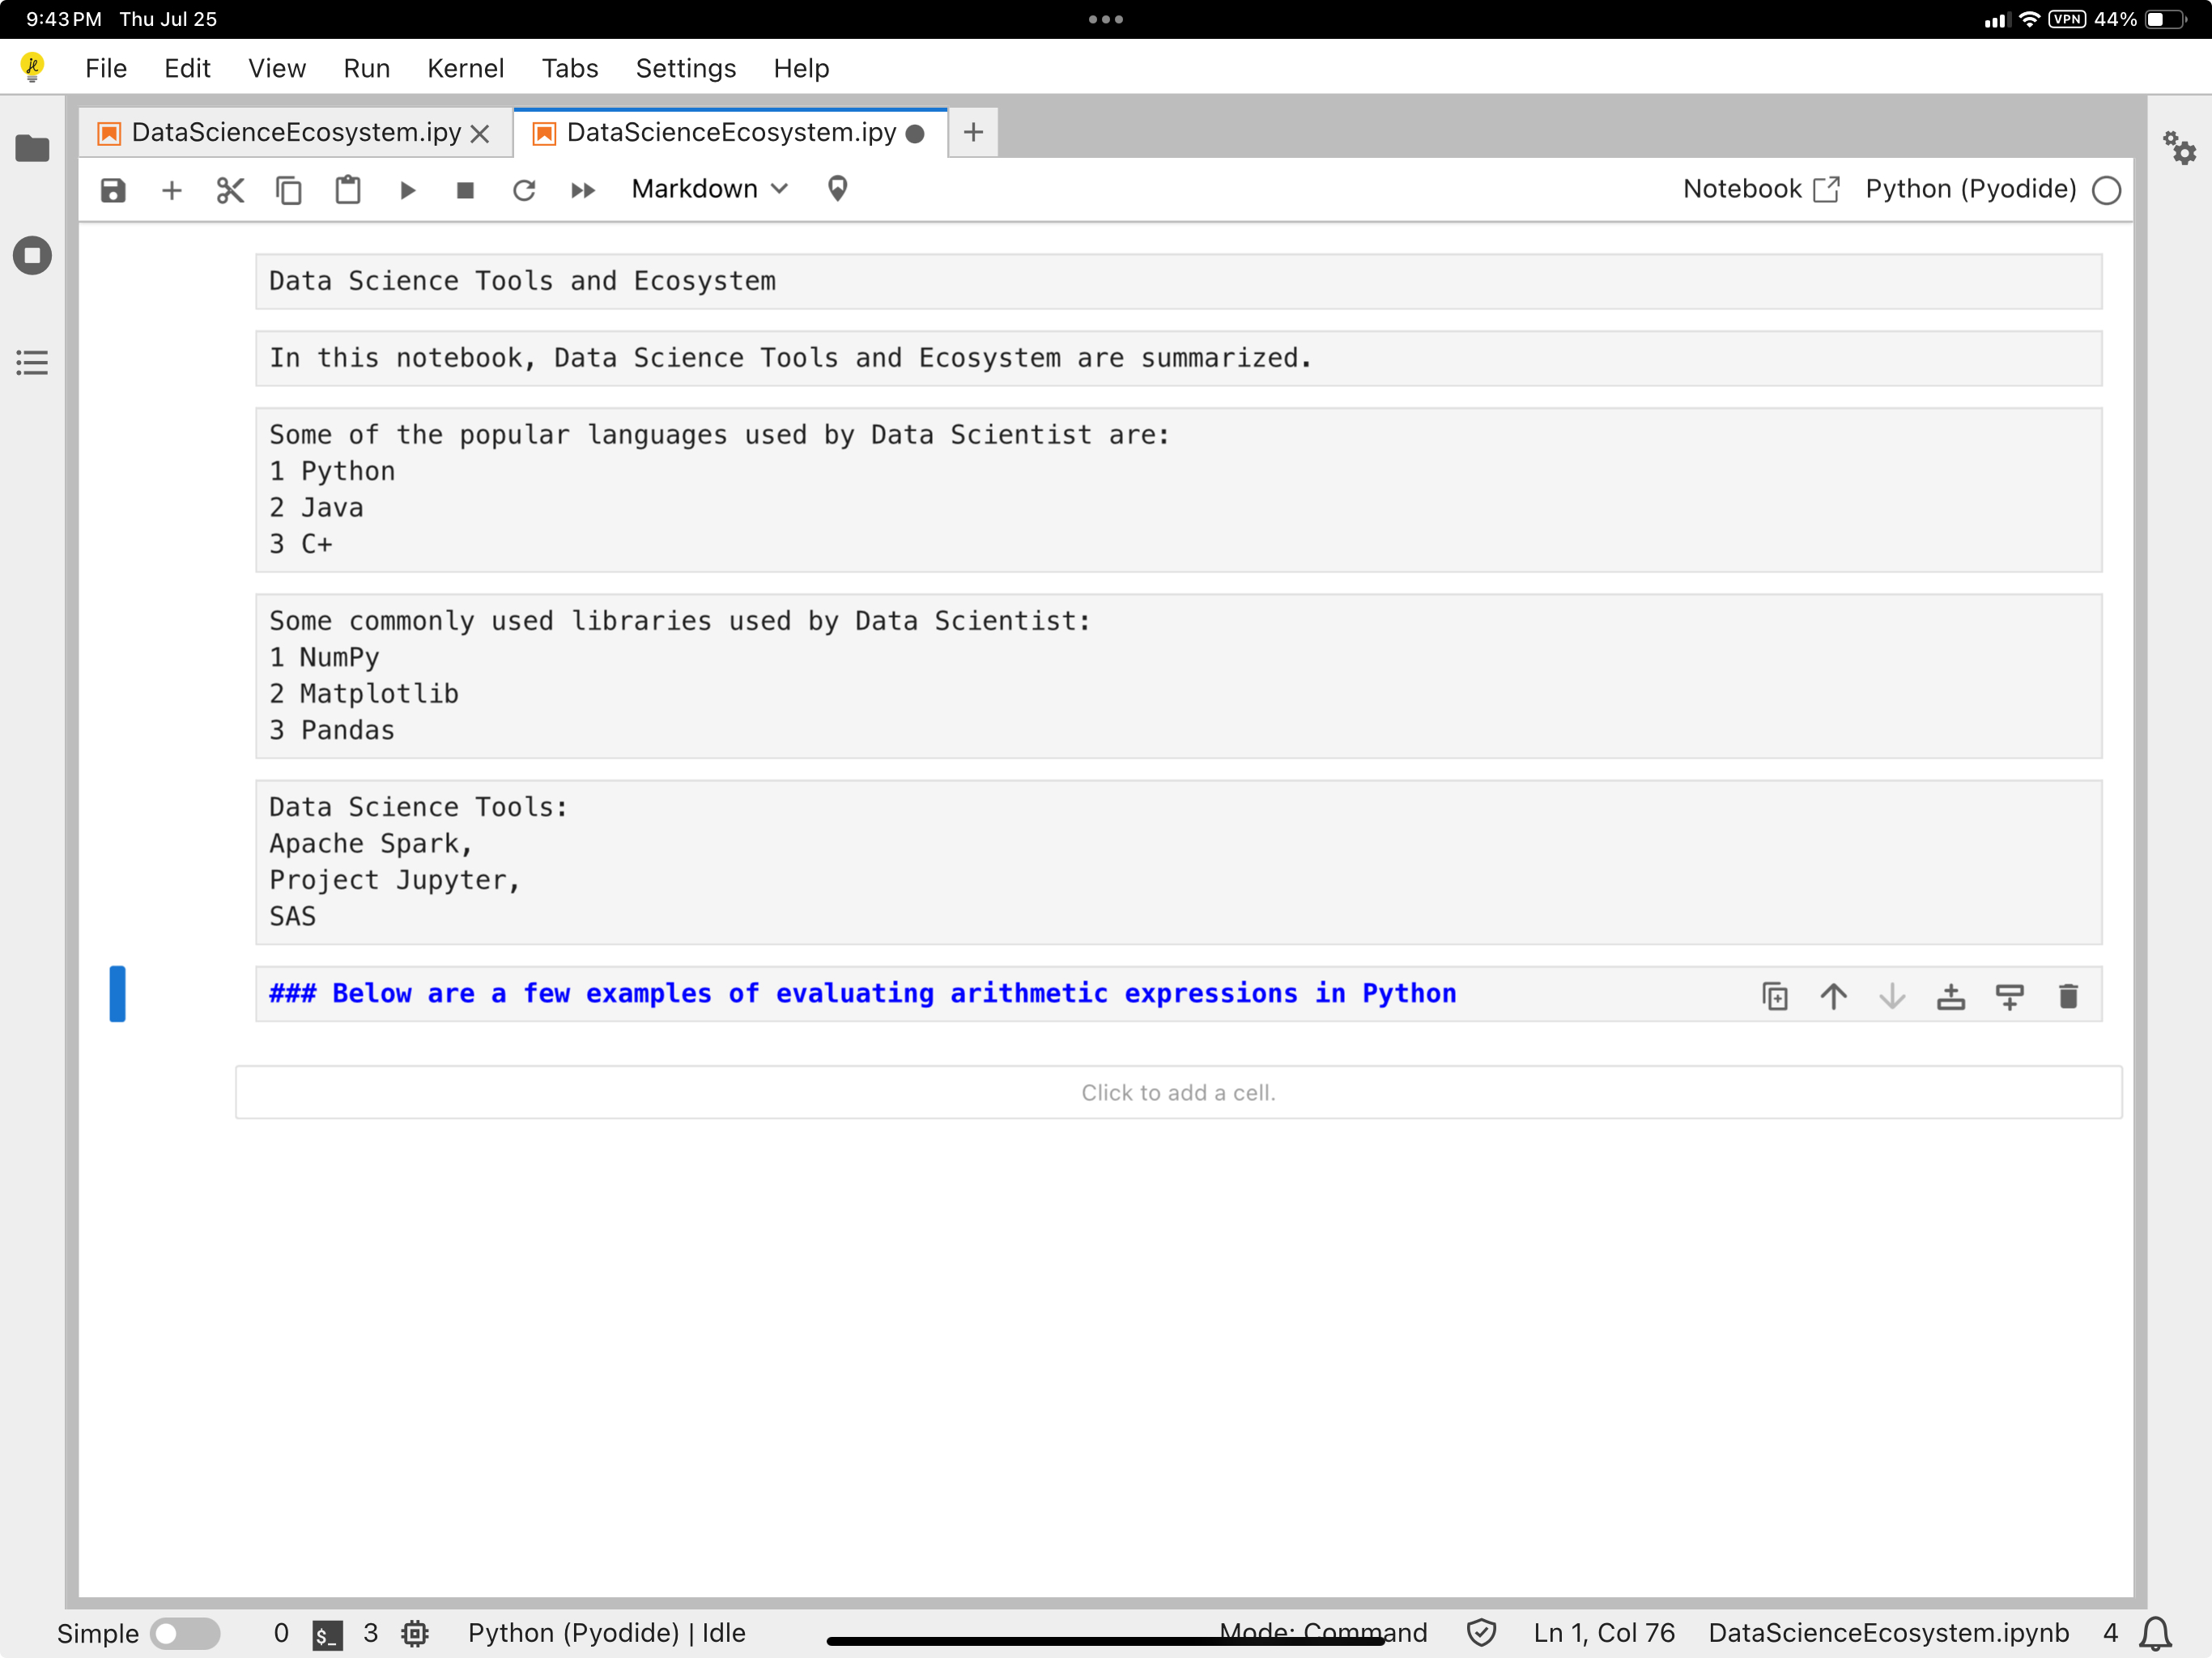 9:43 PM Thu Jul 25
VPN 44%
File Edit View Run Kernel Tabs Settings Help
DataScienceEcosystem.ipy DataScienceEcosystem.ipy
Markdown Notebook Python (Pyodide)
Data Science Tools and Ecosystem
In this notebook, Data Science Tools and Ecosystem are summarized.
Some of the popular languages used by Data Scientist are:
1 Python
2 Java
3 C+
Some commonly used libraries used by Data Scientist:
1 NumPy
2 Matplotlib
3 Pandas
Data Science Tools:
Apache Spark,
Project Jupyter,
SAS
### Below are a few examples of evaluating arithmetic expressions in Python
Click to add a cell.
Simple 0 $_ 3 Python (Pyodide) | Idle Mode: Command Ln 1, Col 76 DataScienceEcosystem.ipynb 4